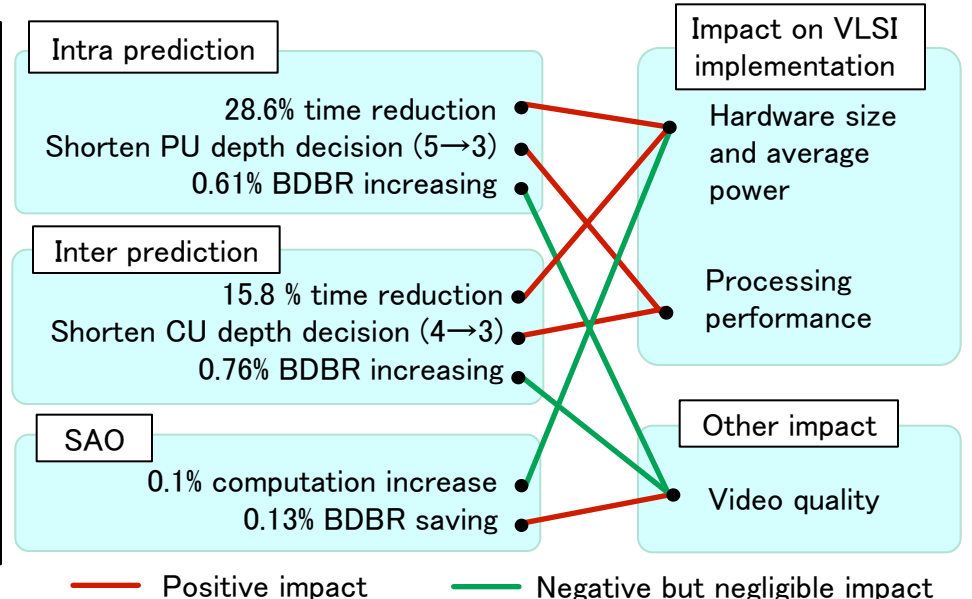 Intra prediction
28.6% time reduction
Shorten PU depth decision (5→3)
0.61% BDBR increasing
Inter prediction
15.8 % time reduction
Shorten CU depth decision (4→3)
0.76% BDBR increasing
SAO
0.1% computation increase
0.13% BDBR saving
Impact on VLSI
implementation
Hardware size
and average
power
Processing
performance
Other impact
Video quality
Positive impact
Negative but negligible impact